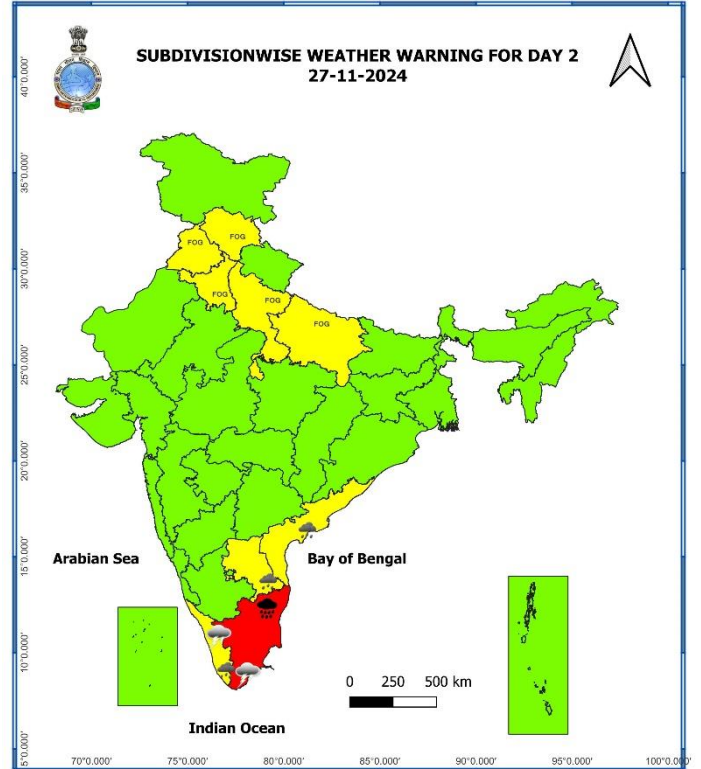 SUBDIVISIONWISE WEATHER WARNING FOR DAY 2
27-11-2024
40°0.000'
35°0.000'
30°0.000'
25°0.000'
20°0.000'
15°0.000'
10°0.000'
5°0.000'
FOG
FOG
FOG
FOG
FOG
Arabian Sea
Bay of Bengal
0 250 500 km
Indian Ocean
70°0.000' 75°0.000' 80°0.000' 85°0.000' 90°0.000' 95°0.000' 100°0.000'